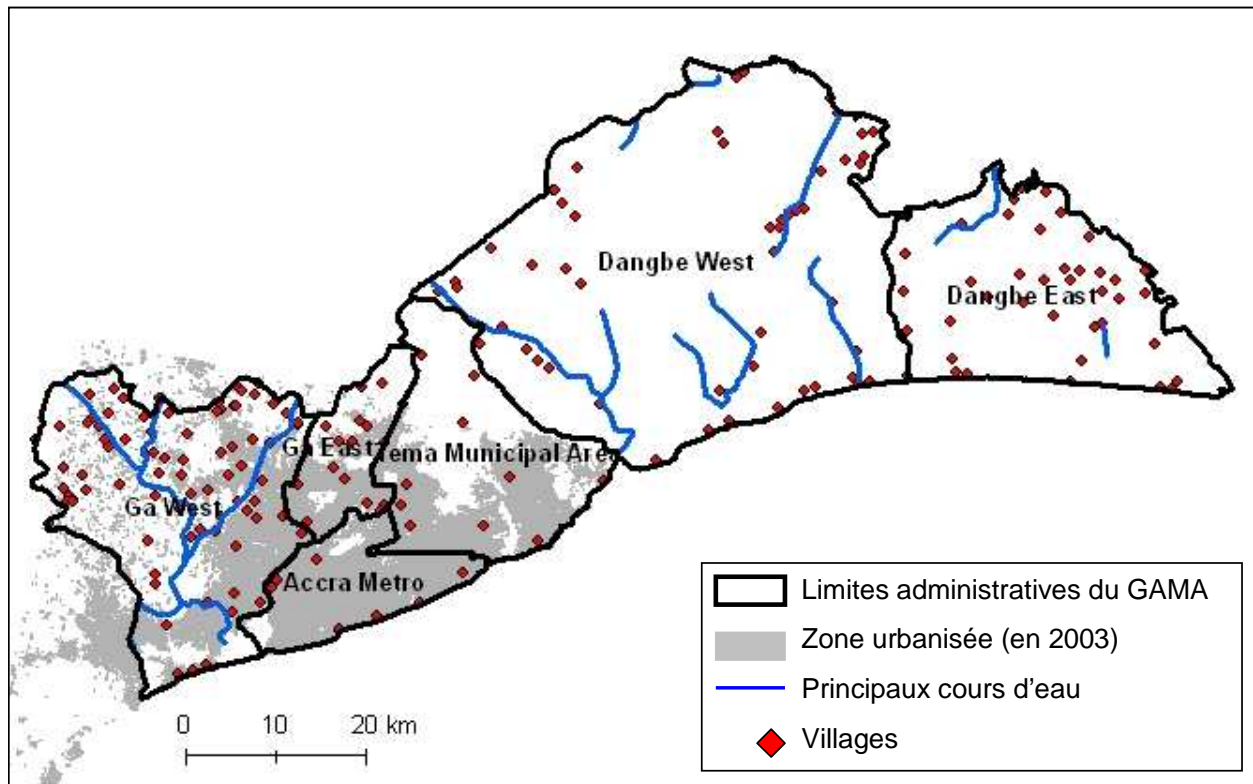 Dangbe West
Dangbe East
Ga East
Tema Municipal Are
Ga West
Accra Metro
Limites administratives du GAMA
Zone urbanisée (en 2003)
Principaux cours d'eau
Villages
0 10 20 km